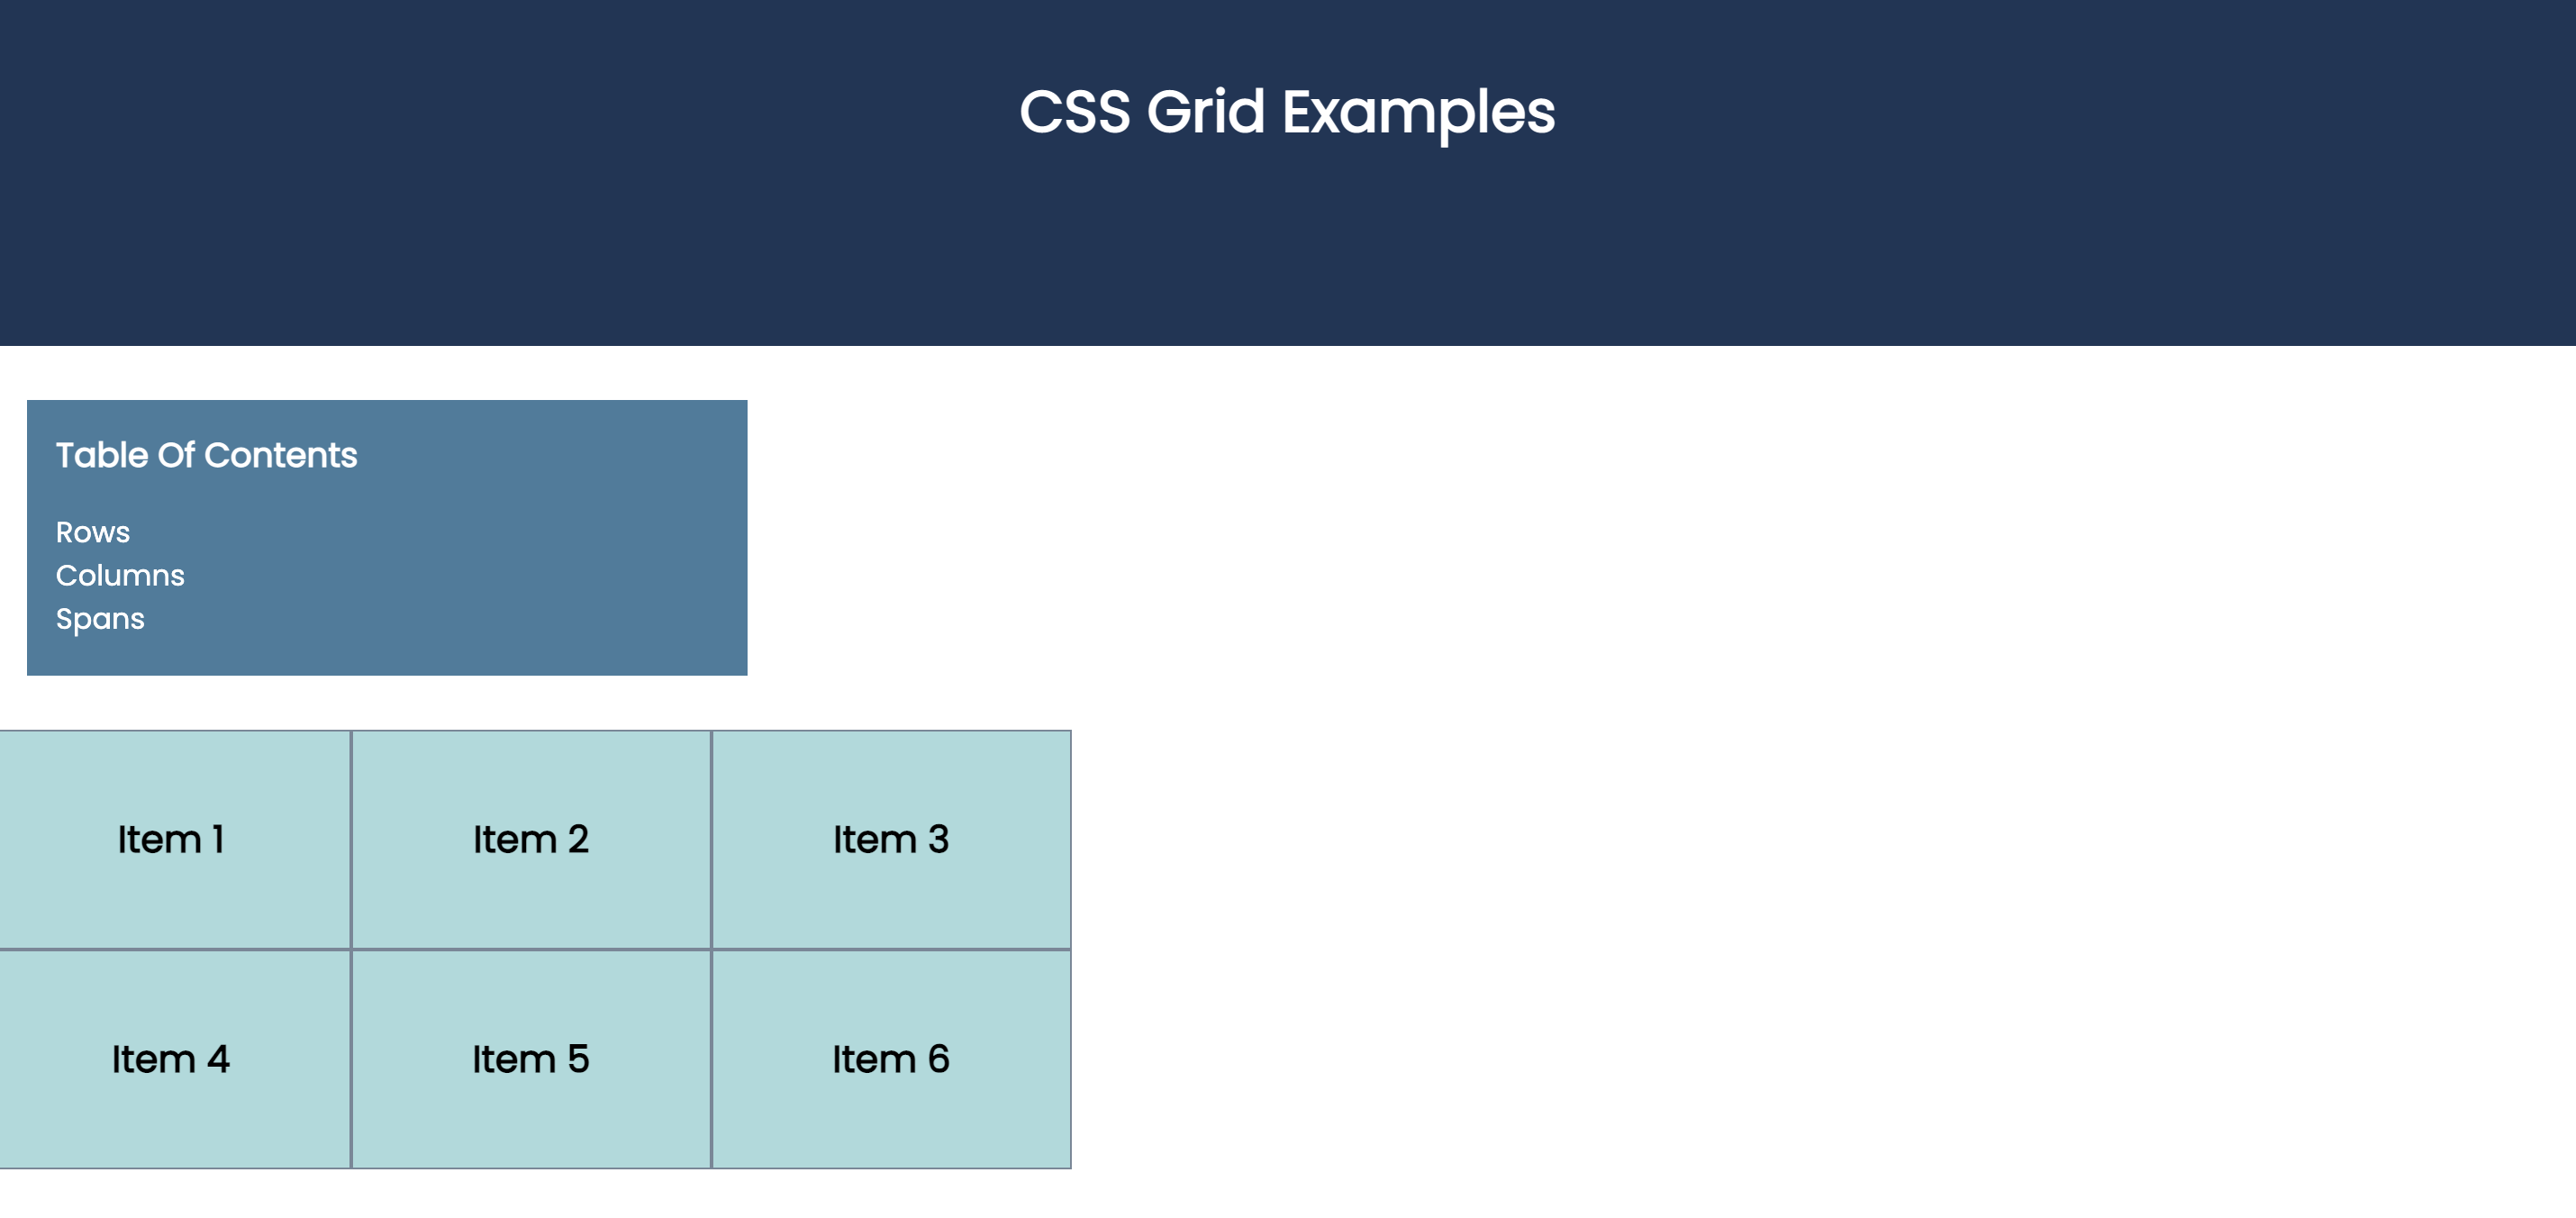 CSS Grid Examples
Table Of Contents
Rows
Columns
Spans
Item 1
Item 2
Item 3
Item 4
Item 5
Item 6